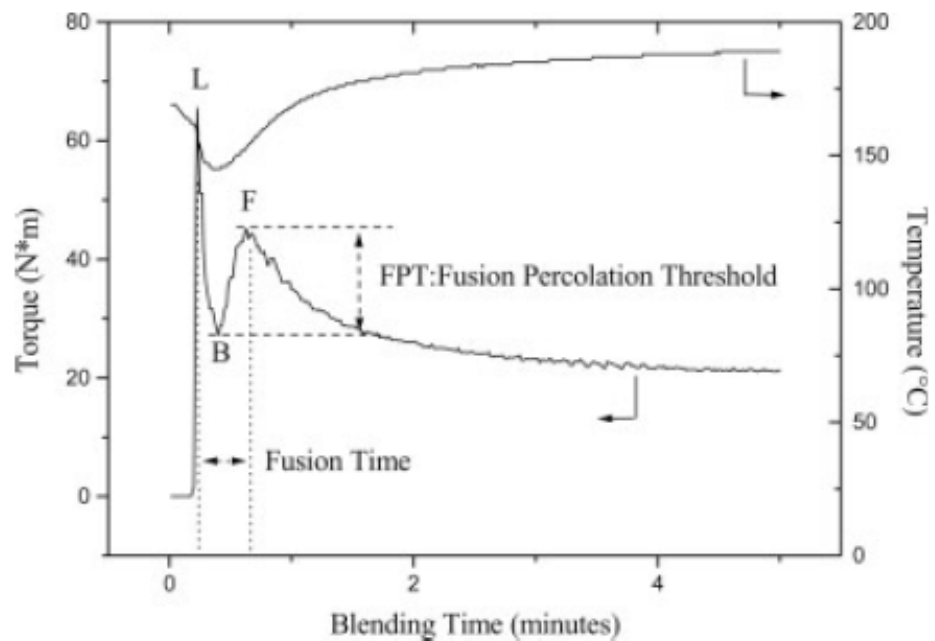 80
60
40
20
0
Torque (N*m)
200
150
100
50
0
Temperature (°C)
L
F
B
FPT:Fusion Percolation Threshold
Fusion Time
0
2
4
Blending Time (minutes)